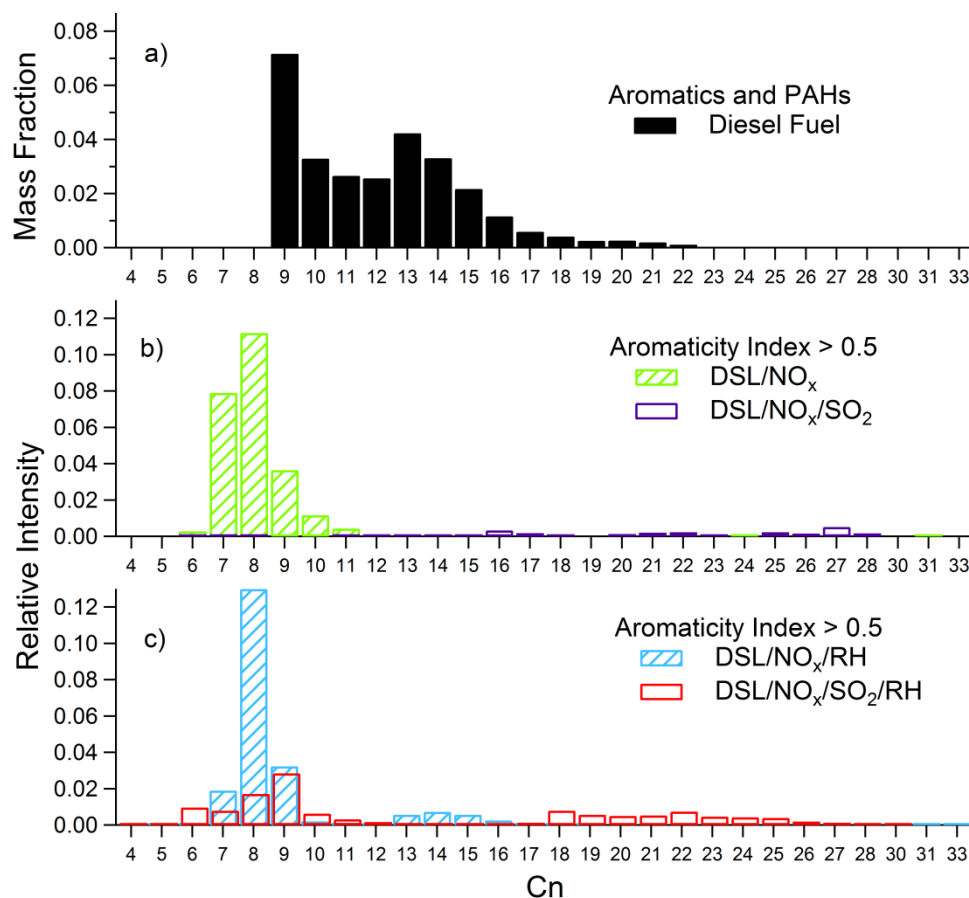 a)
Mass Fraction
0.08
0.06
0.04
0.02
0.00
Aromatics and PAHs
Diesel Fuel
4 5 6 7 8 9 10 11 12 13 14 15 16 17 18 19 20 21 22 23 24 25 26 27 28 30 31 33
b)
Relative Intensity
0.12
0.10
0.08
0.06
0.04
0.02
0.00
Aromaticity Index > 0.5
DSL/NOₓ
DSL/NOₓ/SO₂
4 5 6 7 8 9 10 11 12 13 14 15 16 17 18 19 20 21 22 23 24 25 26 27 28 30 31 33
c)
0.12
0.10
0.08
0.06
0.04
0.02
0.00
Aromaticity Index > 0.5
DSL/NOₓ/RH
DSL/NOₓ/SO₂/RH
4 5 6 7 8 9 10 11 12 13 14 15 16 17 18 19 20 21 22 23 24 25 26 27 28 30 31 33
Cn